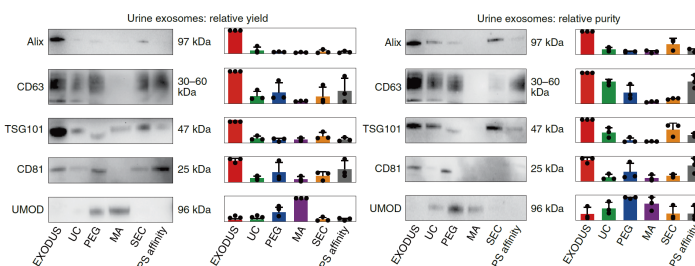 Urine exosomes: relative yield
Alix
97 kDa
CD63
30–60
kDa
TSG101
47 kDa
CD81
25 kDa
UMOD
96 kDa
EXODUS
UC
PEG
MA
SEC
PS affinity
EXODUS
UC
PEG
MA
SEC
PS affinity
Urine exosomes: relative purity
Alix
97 kDa
CD63
30–60
kDa
TSG101
47 kDa
CD81
25 kDa
UMOD
96 kDa
EXODUS
UC
PEG
MA
SEC
PS affinity
EXODUS
UC
PEG
MA
SEC